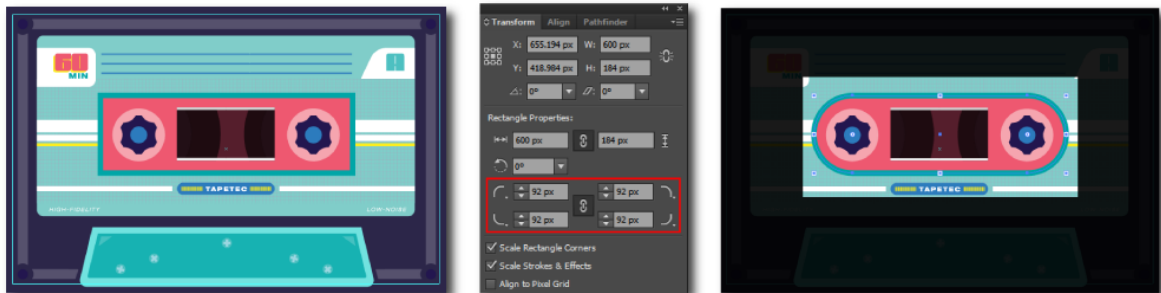 60
MIN
A
TAPETEC
HIGH-FIDELITY
LOW-NOISE
Transform Align Pathfinder
X: 655.194 px W: 600 px
Y: 418.984 px H: 184 px
0° 0°
Rectangle Properties:
600 px 184 px
0°
92 px 92 px
92 px 92 px
Scale Rectangle Corners
Scale Strokes & Effects
Align to Pixel Grid
60
MIN
TAPETEC